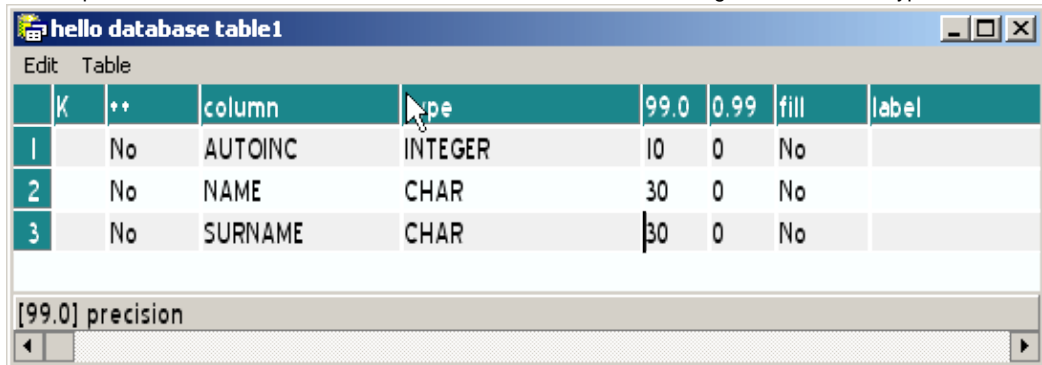 hello database table1
Edit Table
K ++ column type 99.0 0.99 fill label
1 No AUTOINC INTEGER 10 0 No
2 No NAME CHAR 30 0 No
3 No SURNAME CHAR 30 0 No
[99.0] precision